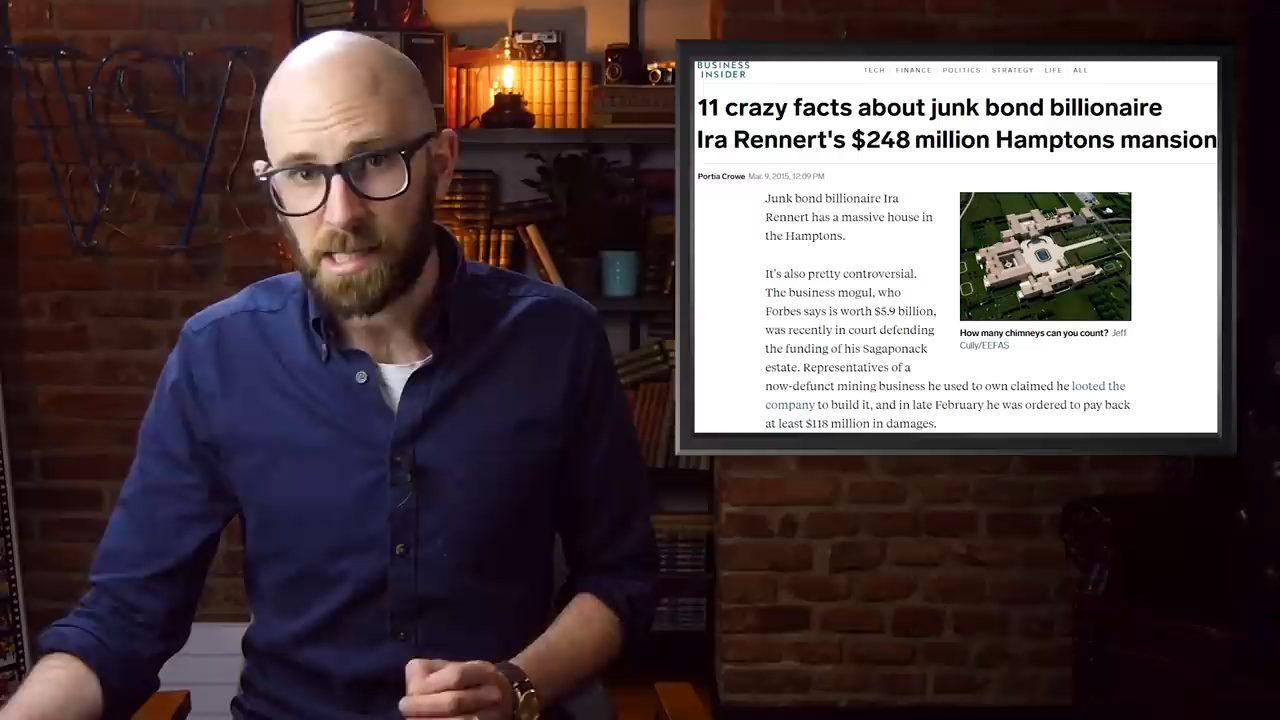 BUSINESS
INSIDER
TECH FINANCE POLITICS STRATEGY LIFE ALL
11 crazy facts about junk bond billionaire
Ira Rennert's $248 million Hamptons mansion
Portia Crowe Mar. 9, 2015, 12:09 PM
Junk bond billionaire Ira
Rennert has a massive house in
the Hamptons.
It's also pretty controversial.
The business mogul, who
Forbes says is worth $5.9 billion,
was recently in court defending
the funding of his Sagaponack
estate. Representatives of a
now-defunct mining business he used to own claimed he looted the
company to build it, and in late February he was ordered to pay back
at least $118 million in damages.
How many chimneys can you count? Jeff
Cully/EEFAS